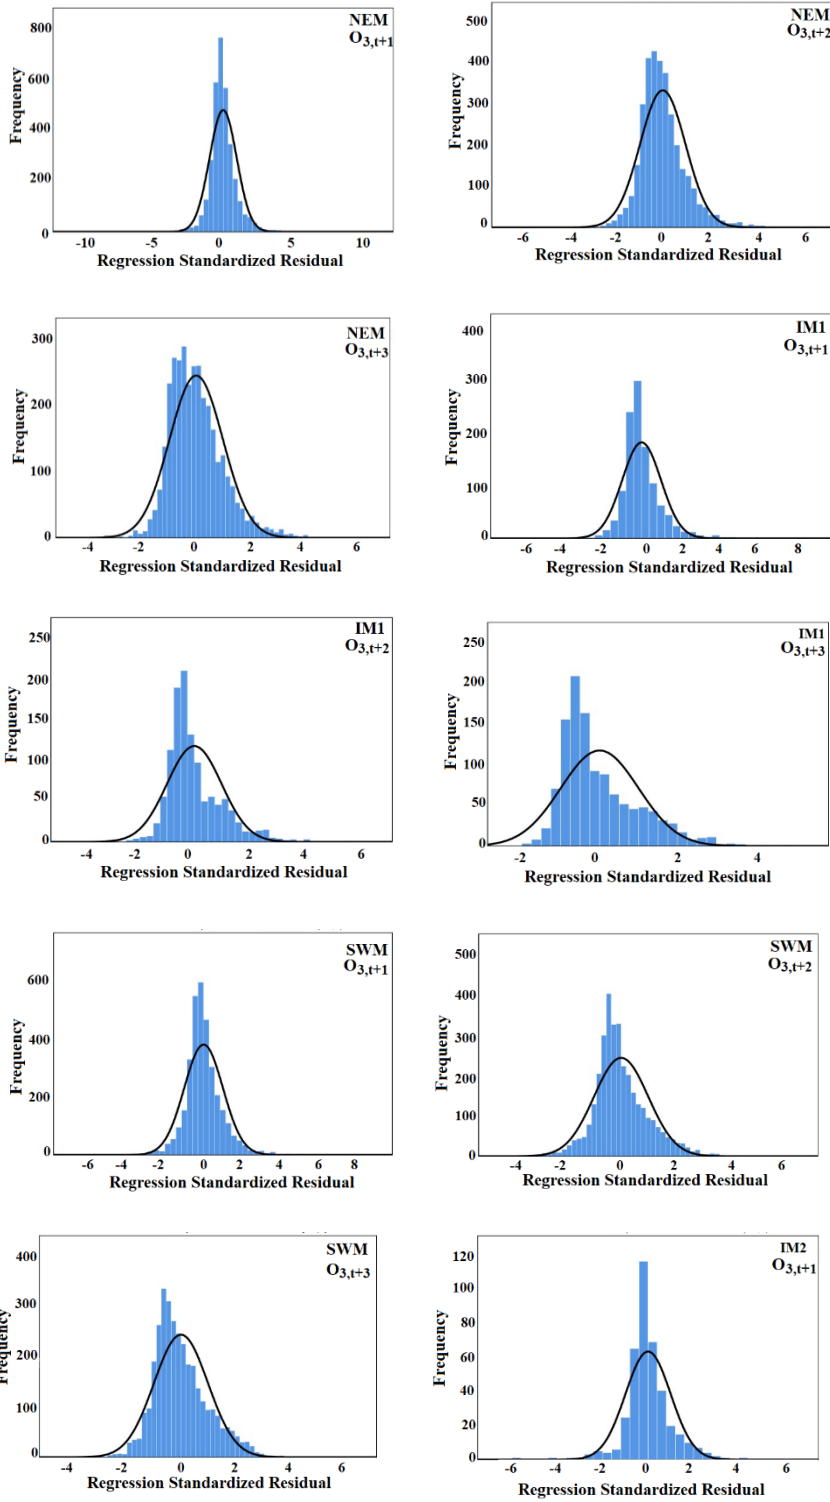 NEM
O3,t+1
800
600
400
200
0
Frequency
-10 -5 0 5 10
Regression Standardized Residual
NEM
O3,t+2
500
400
300
200
100
0
Frequency
-6 -4 -2 0 2 4 6
Regression Standardized Residual
NEM
O3,t+3
300
200
100
0
Frequency
-4 -2 0 2 4 6
Regression Standardized Residual
IM1
O3,t+1
400
300
200
100
0
Frequency
-6 -4 -2 0 2 4 6 8
Regression Standardized Residual
IM1
O3,t+2
250
200
150
100
50
0
Frequency
-4 -2 0 2 4 6
Regression Standardized Residual
IM1
O3,t+3
250
200
150
100
50
0
Frequency
-2 0 2 4
Regression Standardized Residual
SWM
O3,t+1
600
400
200
0
Frequency
-6 -4 -2 0 2 4 6 8
Regression Standardized Residual
SWM
O3,t+2
500
400
300
200
100
0
Frequency
-4 -2 0 2 4 6
Regression Standardized Residual
SWM
O3,t+3
400
300
200
100
0
Frequency
-4 -2 0 2 4 6
Regression Standardized Residual
IM2
O3,t+1
120
100
80
60
40
20
0
Frequency
-6 -4 -2 0 2 4 6
Regression Standardized Residual